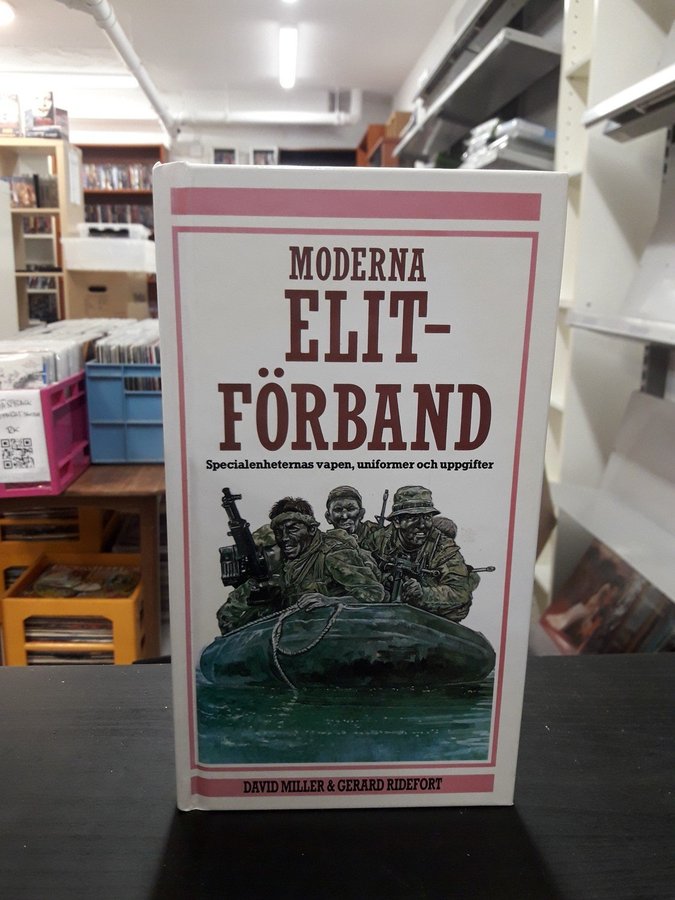 MODERNA
ELIT-
FÖRBAND
Specialenheternas vapen, uniformer och uppgifter
DAVID MILLER & GERARD RIDEFORT